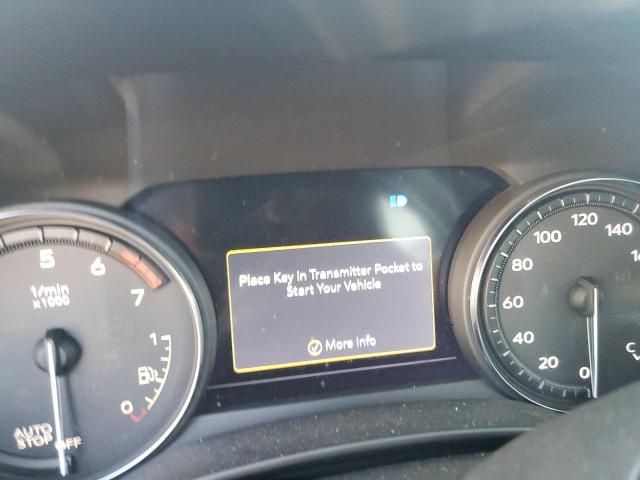 5
6
7
1/min
x1000
1
0
AUTO
STOP OFF
Place Key in Transmitter Pocket to
Start Your Vehicle
More Info
0
20
40
60
80
100
120
140